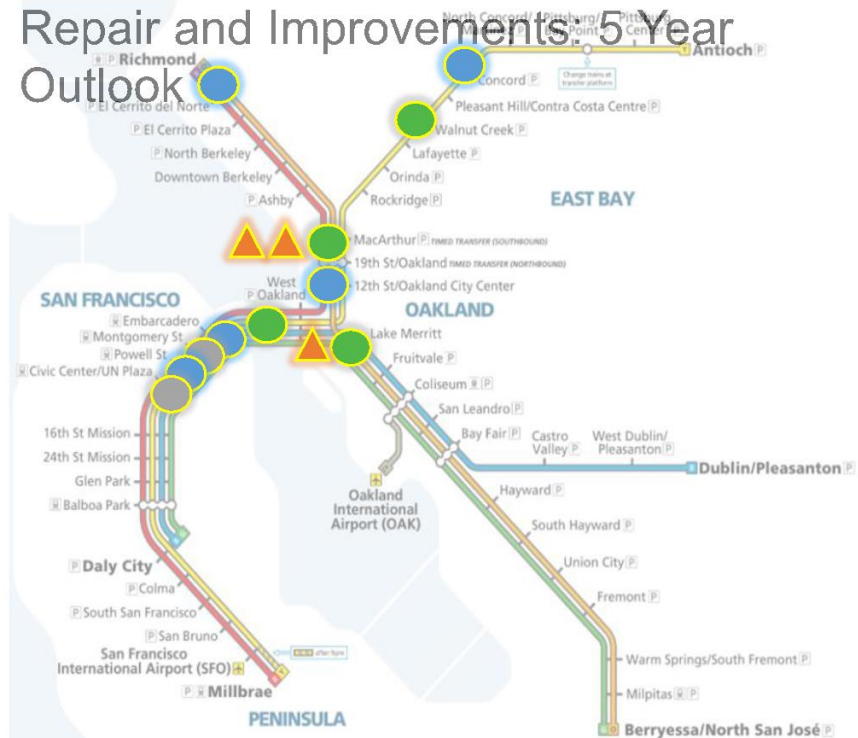 Repair and Improvements: 5 Year
Outlook
North Concord/
Martinez P
Pittsburg/
Bay Point P
Pittsburg
Center
Antioch P
Change trains at
transfer platform
P Richmond
Concord P
P El Cerrito del Norte
Pleasant Hill/Contra Costa Centre P
P El Cerrito Plaza
Walnut Creek P
P North Berkeley
Lafayette P
Downtown Berkeley
Orinda P
P Ashby
Rockridge P
EAST BAY
MacArthur P TIMED TRANSFER (SOUTHBOUND)
19th St/Oakland TIMED TRANSFER (NORTHBOUND)
West
P Oakland
12th St/Oakland City Center
SAN FRANCISCO
OAKLAND
Embarcadero
Montgomery St
Powell St
Civic Center/UN Plaza
Lake Merritt
Fruitvale P
Coliseum P
San Leandro P
Bay Fair P
Castro
Valley P
West Dublin/
Pleasanton P
Dublin/Pleasanton P
16th St Mission
24th St Mission
Glen Park
Balboa Park
Oakland
International
Airport (OAK)
Hayward P
South Hayward P
Union City P
Fremont P
P Daly City
P Colma
P South San Francisco
P San Bruno
San Francisco
International Airport (SFO)
P Millbrae
Warm Springs/South Fremont P
Milpitas P
PENINSULA
Berryessa/North San José P